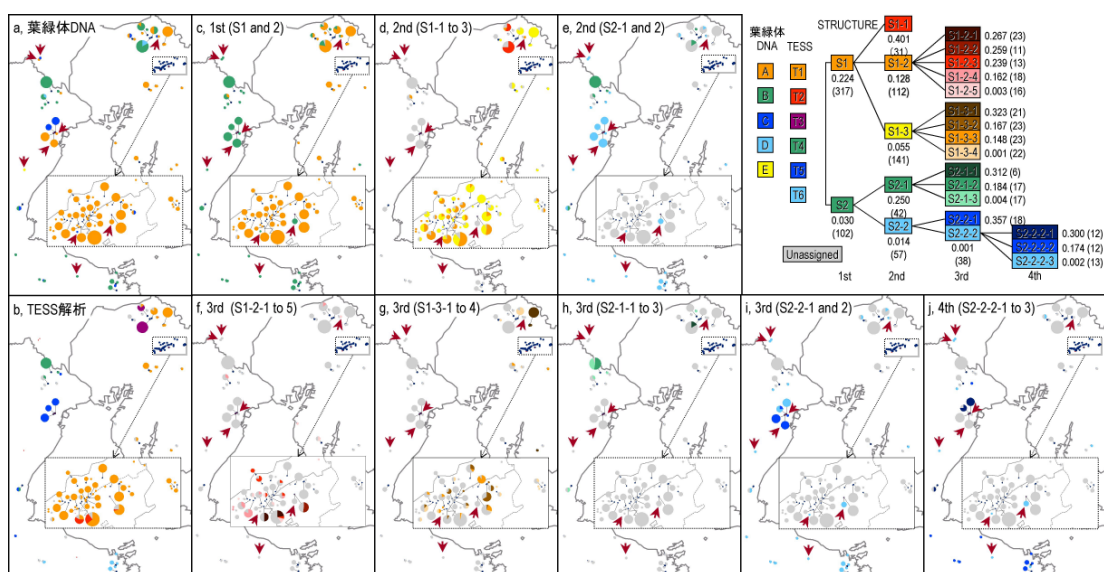 a, 葉緑体DNA
c, 1st (S1 and 2)
d, 2nd (S1-1 to 3)
e, 2nd (S2-1 and 2)
葉緑体
DNA
TESS
A
B
C
D
E
T1
T2
T3
T4
T5
T6
Unassigned
STRUCTURE
S1
0.224
(317)
S2
0.030
(102)
1st
S1-1
0.401
(31)
S1-2
0.128
(112)
S1-3
0.055
(141)
S2-1
0.250
(42)
S2-2
0.014
(57)
2nd
S1-2-1 0.267 (23)
S1-2-2 0.259 (11)
S1-2-3 0.239 (13)
S1-2-4 0.162 (18)
S1-2-5 0.003 (16)
S1-3-1 0.323 (21)
S1-3-2 0.167 (23)
S1-3-3 0.148 (23)
S1-3-4 0.001 (22)
S2-1-1 0.312 (6)
S2-1-2 0.184 (17)
S2-1-3 0.004 (17)
S2-2-1 0.357 (18)
S2-2-2
0.001
(38)
3rd
S2-2-2-1 0.300 (12)
S2-2-2-2 0.174 (12)
S2-2-2-3 0.002 (13)
4th
b, TESS解析
f, 3rd (S1-2-1 to 5)
g, 3rd (S1-3-1 to 4)
h, 3rd (S2-1-1 to 3)
i, 3rd (S2-2-1 and 2)
j, 4th (S2-2-2-1 to 3)